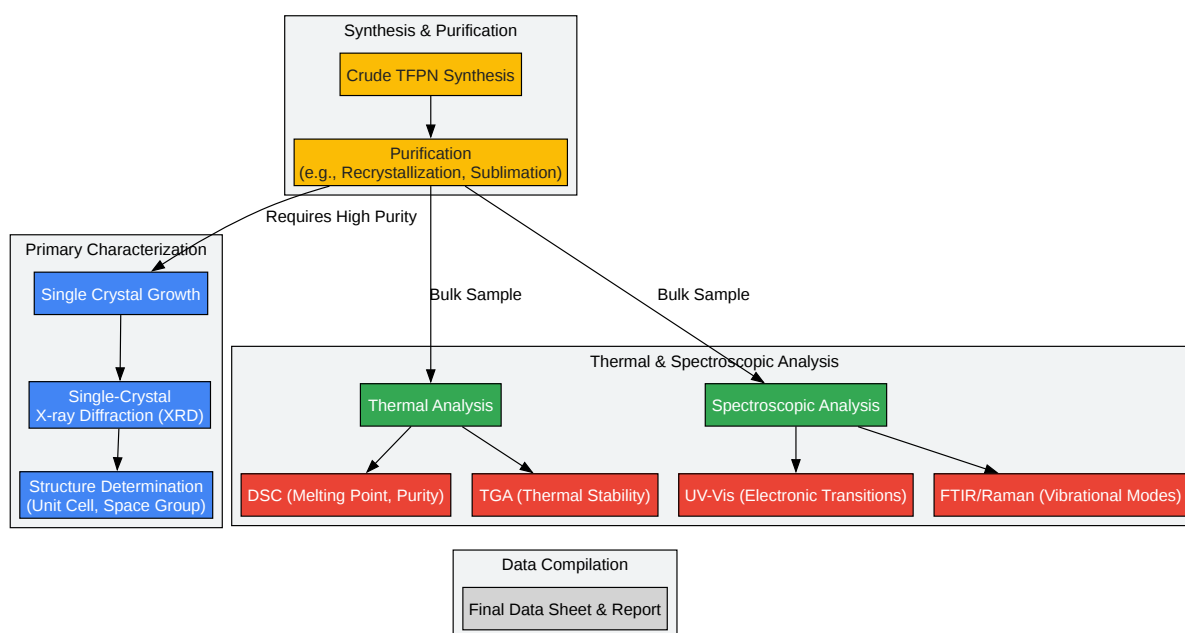 Synthesis & Purification
Crude TFPN Synthesis
Purification
(e.g., Recrystallization, Sublimation)
Requires High Purity
Primary Characterization
Single Crystal Growth
Bulk Sample
Bulk Sample
Thermal & Spectroscopic Analysis
Single-Crystal
X-ray Diffraction (XRD)
Thermal Analysis
Spectroscopic Analysis
Structure Determination
(Unit Cell, Space Group)
DSC (Melting Point, Purity)
TGA (Thermal Stability)
UV-Vis (Electronic Transitions)
FTIR/Raman (Vibrational Modes)
Data Compilation
Final Data Sheet & Report